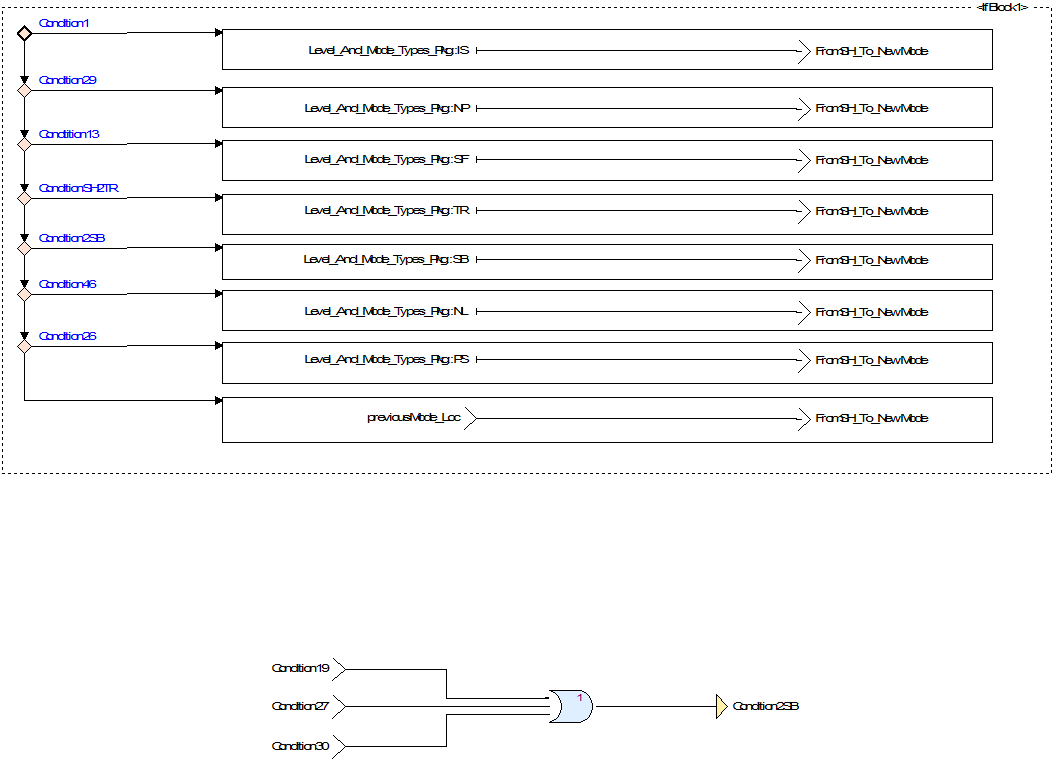 <IfBlock1>
Condition1
Level_And_Mode_Types_Pkg::IS FromSH_To_NewMode
Condition29
Level_And_Mode_Types_Pkg::NP FromSH_To_NewMode
Condition13
Level_And_Mode_Types_Pkg::SF FromSH_To_NewMode
ConditionSH2TR
Level_And_Mode_Types_Pkg::TR FromSH_To_NewMode
Condition2SB
Level_And_Mode_Types_Pkg::SB FromSH_To_NewMode
Condition46
Level_And_Mode_Types_Pkg::NL FromSH_To_NewMode
Condition26
Level_And_Mode_Types_Pkg::PS FromSH_To_NewMode
previousMode_Loc FromSH_To_NewMode
Condition19
1
Condition27 Condition2SB
Condition30